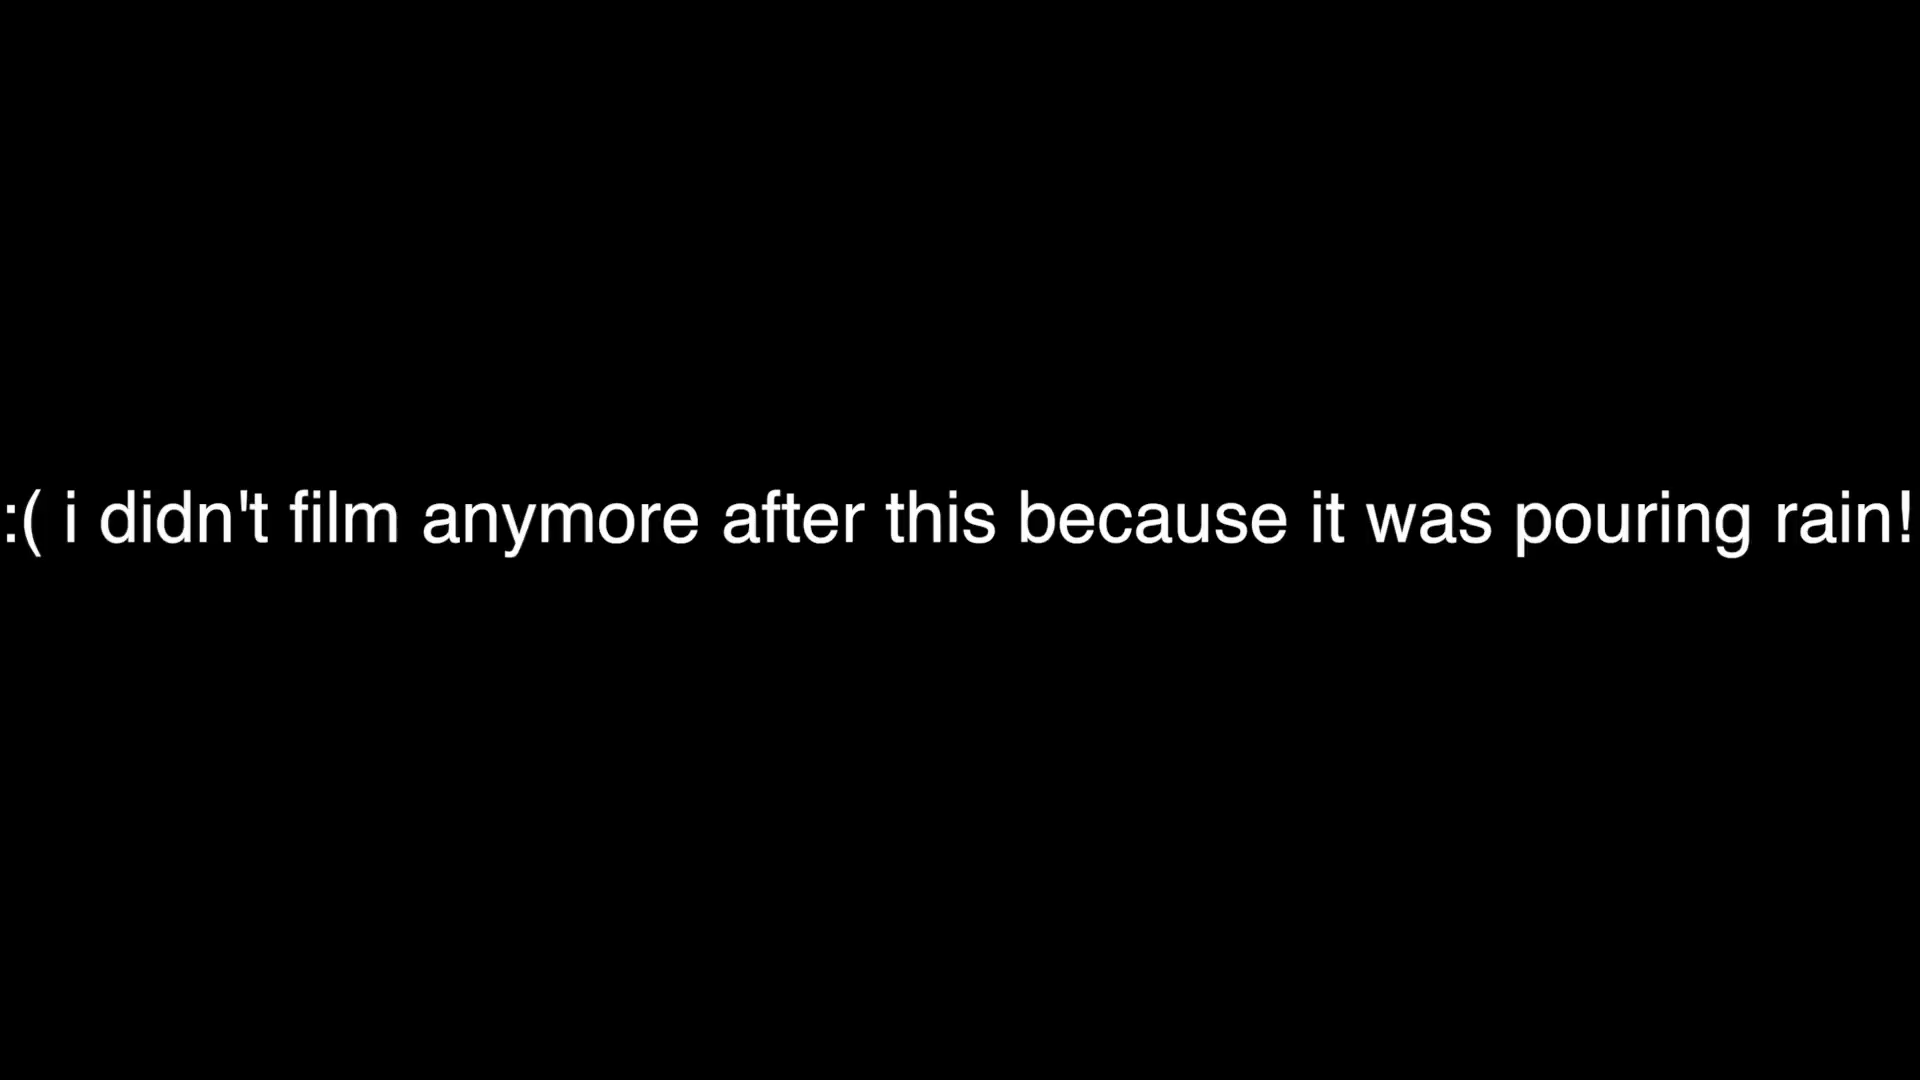 :( i didn't film anymore after this because it was pouring rain!